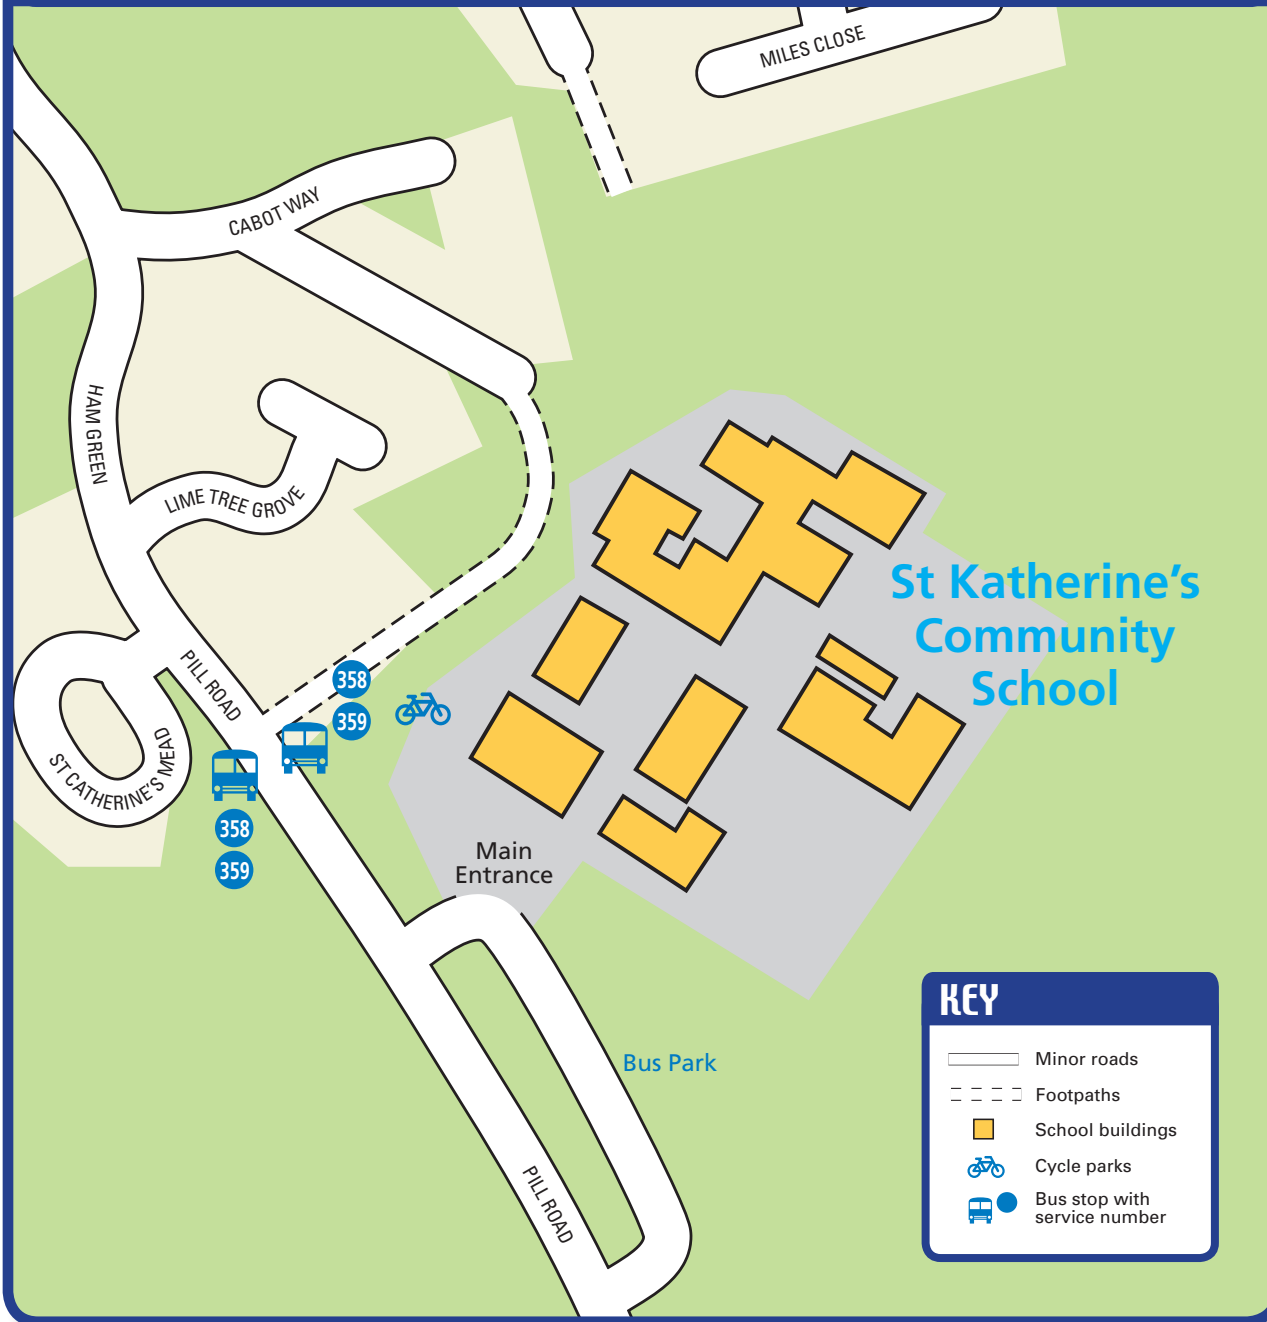 MILES CLOSE
CABOT WAY
HAM GREEN
LIME TREE GROVE
St Katherine's
Community
School
PILL ROAD
358
359
ST CATHERINE'S MEAD
358
359
Main
Entrance
Bus Park
PILL ROAD
KEY
Minor roads
Footpaths
School buildings
Cycle parks
Bus stop with
service number